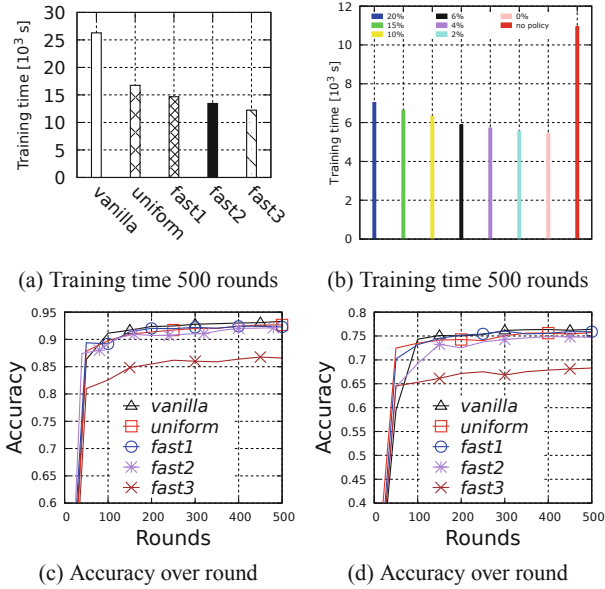 Training time [10³ s]
30
25
20
15
10
5
0
vanilla
uniform
fast1
fast2
fast3
(a) Training time 500 rounds
Training time [10³ s]
12
10
8
6
4
2
0
20%
15%
10%
6%
4%
2%
0%
no policy
(b) Training time 500 rounds
Accuracy
0.95
0.9
0.85
0.8
0.75
0.7
0.65
0.6
0 100 200 300 400 500
Rounds
vanilla
uniform
fast1
fast2
fast3
(c) Accuracy over round
Accuracy
0.8
0.75
0.7
0.65
0.6
0.55
0.5
0.45
0.4
0 100 200 300 400 500
Rounds
vanilla
uniform
fast1
fast2
fast3
(d) Accuracy over round